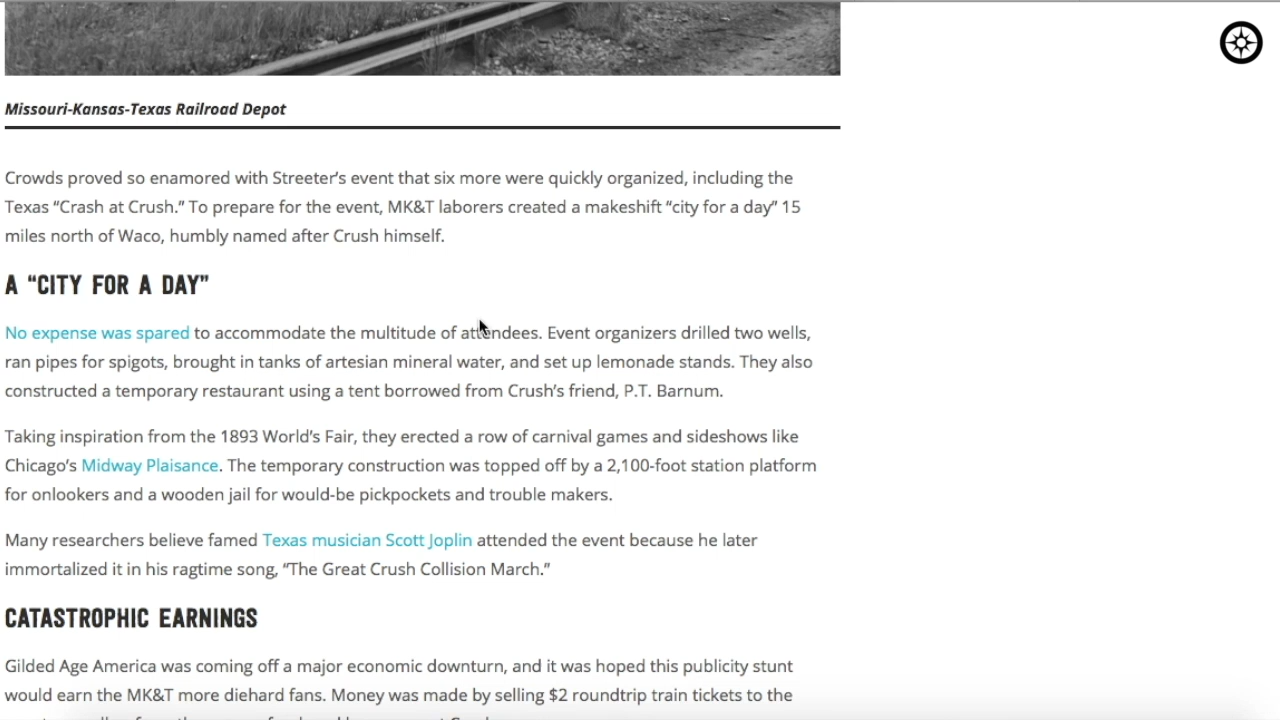 Missouri-Kansas-Texas Railroad Depot
Crowds proved so enamored with Streeter’s event that six more were quickly organized, including the
Texas “Crash at Crush.” To prepare for the event, MK&T laborers created a makeshift “city for a day” 15
miles north of Waco, humbly named after Crush himself.
A “CITY FOR A DAY”
No expense was spared to accommodate the multitude of attendees. Event organizers drilled two wells,
ran pipes for spigots, brought in tanks of artesian mineral water, and set up lemonade stands. They also
constructed a temporary restaurant using a tent borrowed from Crush’s friend, P.T. Barnum.
Taking inspiration from the 1893 World’s Fair, they erected a row of carnival games and sideshows like
Chicago’s Midway Plaisance. The temporary construction was topped off by a 2,100-foot station platform
for onlookers and a wooden jail for would-be pickpockets and trouble makers.
Many researchers believe famed Texas musician Scott Joplin attended the event because he later
immortalized it in his ragtime song, “The Great Crush Collision March.”
CATASTROPHIC EARNINGS
Gilded Age America was coming off a major economic downturn, and it was hoped this publicity stunt
would earn the MK&T more diehard fans. Money was made by selling $2 roundtrip train tickets to the